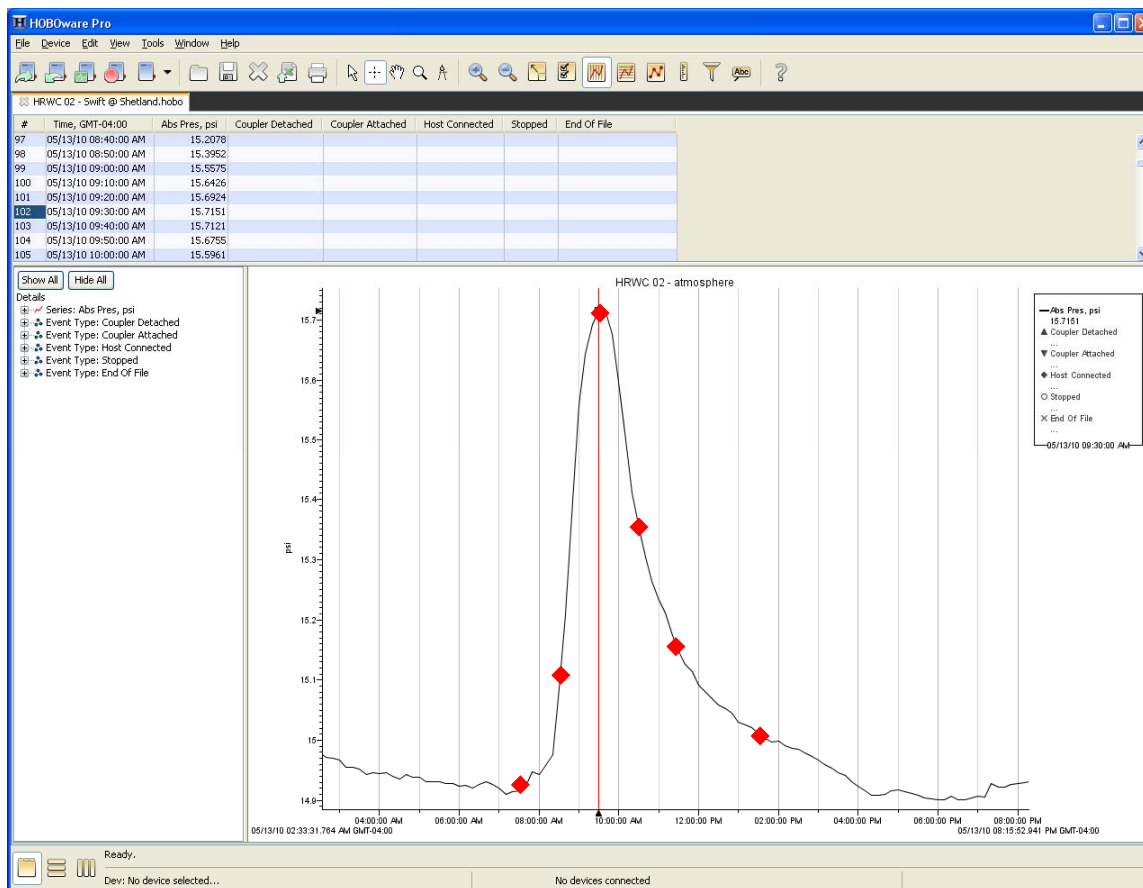 HOBOware Pro
File Device Edit View Tools Window Help
Abc
HRWC 02 - Swift @ Shetland.hobo
# Time, GMT-04:00 Abs Pres, psi Coupler Detached Coupler Attached Host Connected Stopped End Of File
97 05/13/10 08:40:00 AM 15.2078
98 05/13/10 08:50:00 AM 15.3952
99 05/13/10 09:00:00 AM 15.5575
100 05/13/10 09:10:00 AM 15.6426
101 05/13/10 09:20:00 AM 15.6924
102 05/13/10 09:30:00 AM 15.7151
103 05/13/10 09:40:00 AM 15.7121
104 05/13/10 09:50:00 AM 15.6755
105 05/13/10 10:00:00 AM 15.5961
Show All Hide All
Details
Series: Abs Pres, psi
Event Type: Coupler Detached
Event Type: Coupler Attached
Event Type: Host Connected
Event Type: Stopped
Event Type: End Of File
HRWC 02 - atmosphere
15.7
15.6
15.5
15.4
15.3
15.2
15.1
15
14.9
psi
04:00:00 AM 06:00:00 AM 08:00:00 AM 10:00:00 AM 12:00:00 PM 02:00:00 PM 04:00:00 PM 06:00:00 PM 08:00:00 PM
05/13/10 02:33:31.764 AM GMT-04:00 05/13/10 08:15:52.941 PM GMT-04:00
Abs Pres, psi
15.7151
Coupler Detached
...
Coupler Attached
...
Host Connected
...
Stopped
...
End Of File
...
05/13/10 09:30:00 AM
Ready.
Dev: No device selected... No devices connected